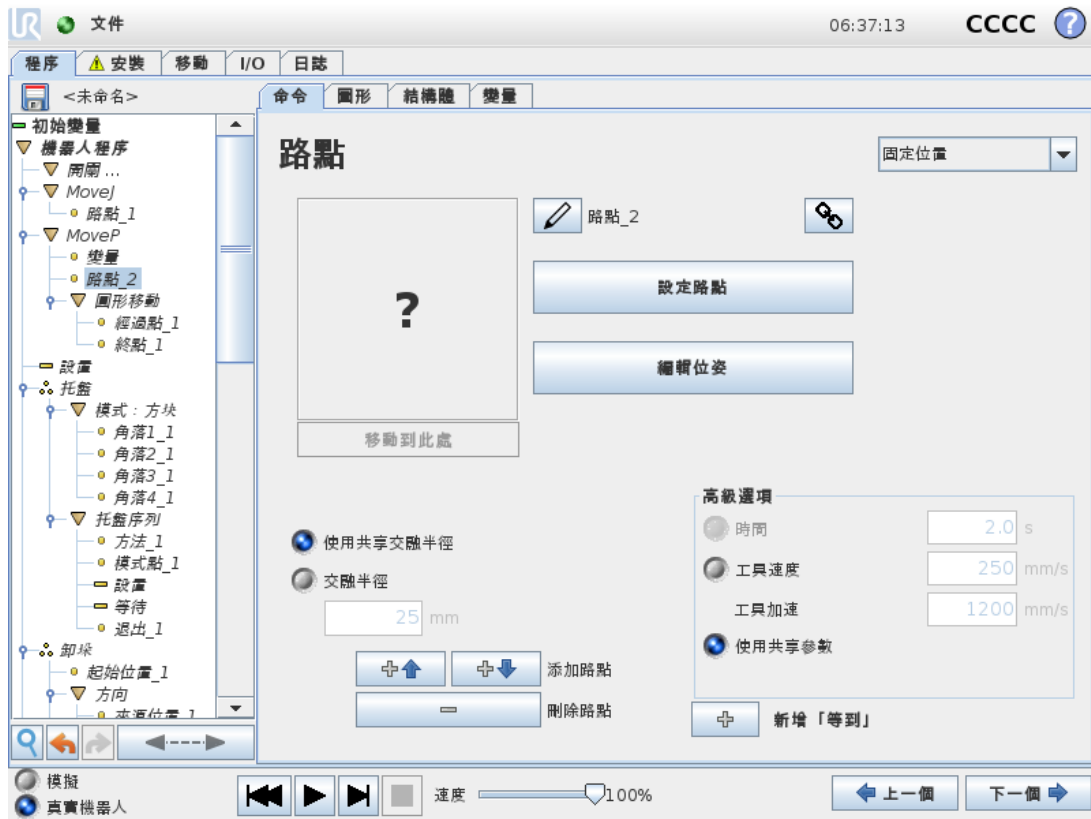 UR 文件 06:37:13 CCCC ?
程序 安裝 移動 I/O 日誌
<未命名>
命令 圖形 結構體 變量
初始變量
機器人程序
開關 ...
MoveJ
路點_1
MoveP
變量
路點_2
圓形移動
經過點_1
終點_1
設置
托盤
模式 : 方块
角落1_1
角落2_1
角落3_1
角落4_1
托盤序列
方法_1
模式點_1
設置
等待
退出_1
卸垛
起始位置_1
方向
來源位置_1
路點
固定位置
?
移動到此處
路點_2
設定路點
編輯位姿
使用共享交融半徑
交融半徑
25 mm
添加路點
刪除路點
高級選項
時間 2.0 s
工具速度 250 mm/s
工具加速 1200 mm/s
使用共享參數
新增「等到」
模擬
真實機器人
速度 100%
上一個 下一個